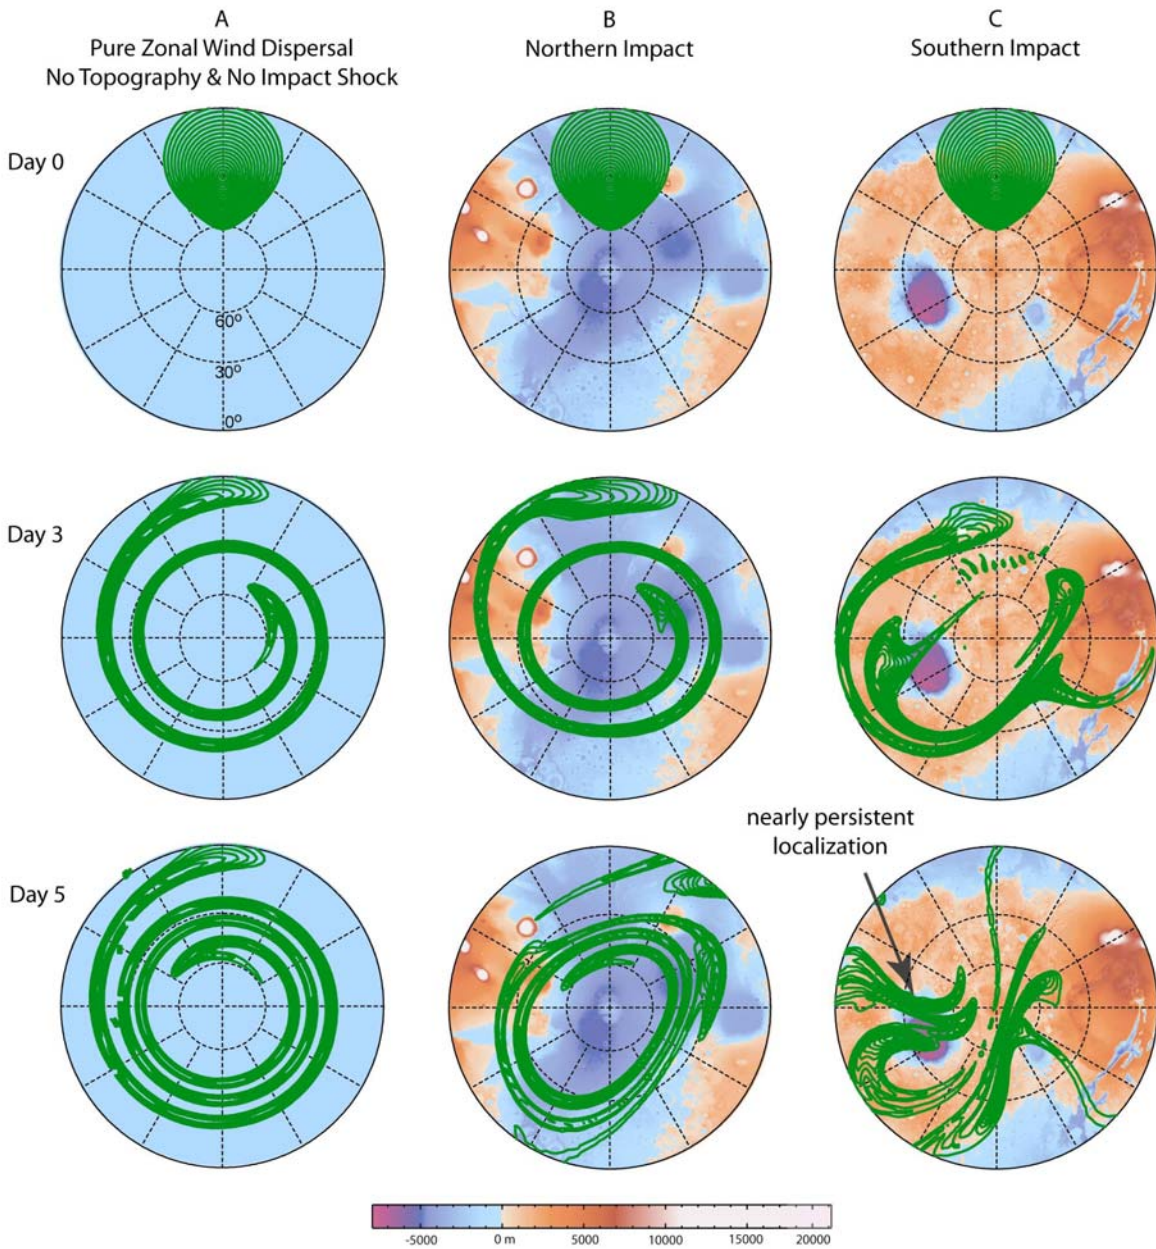 A
Pure Zonal Wind Dispersal
No Topography & No Impact Shock
B
Northern Impact
C
Southern Impact
Day 0
60°
30°
0°
Day 3
Day 5
nearly persistent
localization
-5000 0 m 5000 10000 15000 20000